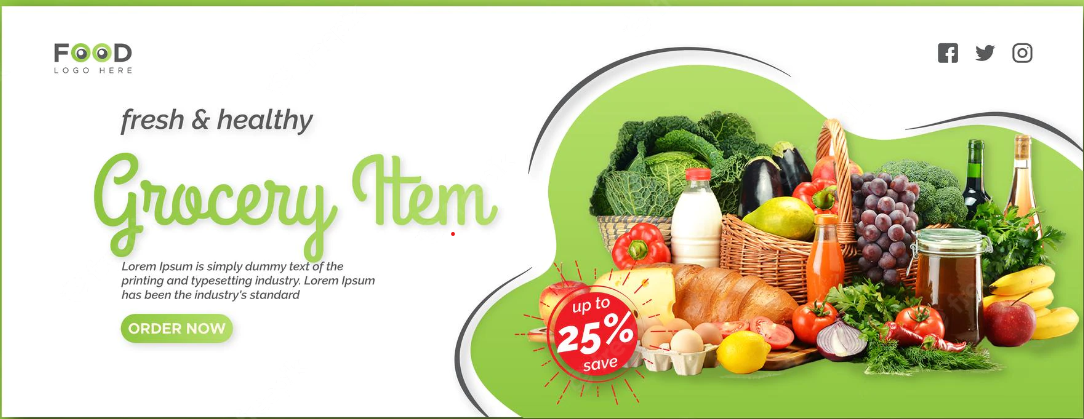 FOOD
LOGO HERE
fresh & healthy
Grocery Item
Lorem Ipsum is simply dummy text of the
printing and typesetting industry. Lorem Ipsum
has been the industry's standard
ORDER NOW
up to
25%
save